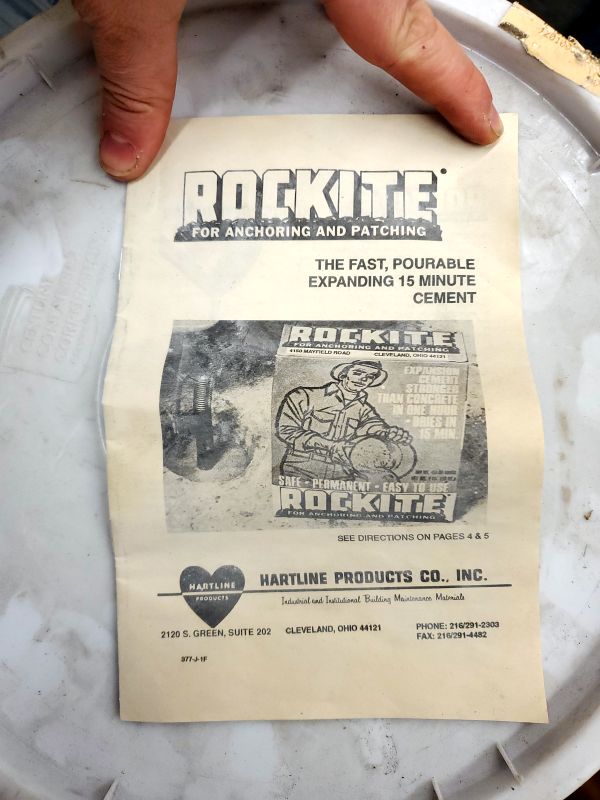 ROCKITE
FOR ANCHORING AND PATCHING
THE FAST, POURABLE
EXPANDING 15 MINUTE
CEMENT
ROCKITE
FOR ANCHORING AND PATCHING
4150 MAYFIELD ROAD CLEVELAND, OHIO 44121
EXPANSION
CEMENT
STRONGER
THAN CONCRETE
IN ONE HOUR
- DRIES IN
15 MIN.
SAFE - PERMANENT - EASY TO USE
ROCKITE
FOR ANCHORING AND PATCHING
SEE DIRECTIONS ON PAGES 4 & 5
HARTLINE
PRODUCTS
HARTLINE PRODUCTS CO., INC.
Industrial and Institutional Building Maintenance Materials
2120 S. GREEN, SUITE 202 CLEVELAND, OHIO 44121
PHONE: 216/291-2303
FAX: 216/291-4482
977-J-1F